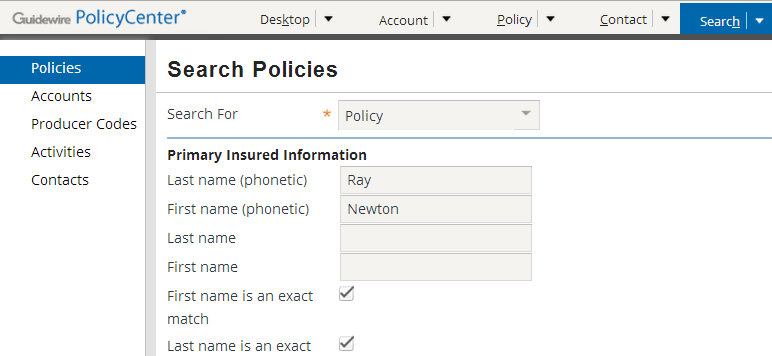 Guidewire PolicyCenter® Desktop Account Policy Contact Search
Policies
Accounts
Producer Codes
Activities
Contacts
Search Policies
Search For * Policy
Primary Insured Information
Last name (phonetic) Ray
First name (phonetic) Newton
Last name
First name
First name is an exact
match
Last name is an exact